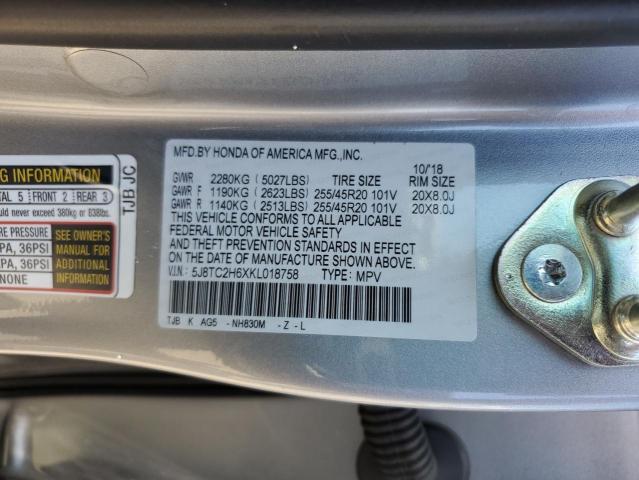 MFD.BY HONDA OF AMERICA MFG.,INC.
10/18
GVWR 2280KG ( 5027LBS) TIRE SIZE RIM SIZE
GAWR F 1190KG ( 2623LBS) 255/45R20 101V 20X8.0J
GAWR R 1140KG ( 2513LBS) 255/45R20 101V 20X8.0J
THIS VEHICLE CONFORMS TO ALL APPLICABLE
FEDERAL MOTOR VEHICLE SAFETY
AND THEFT PREVENTION STANDARDS IN EFFECT
ON THE DATE OF MANUFACTURE SHOWN ABOVE.
V.I.N.: 5J8TC2H6XKL018758 TYPE: MPV
TJB K AG5 -NH830M -Z-L
TJB JC
NG INFORMATION
TAL 5 FRONT 2 REAR 3
ould never exceed 380kg or 838lbs.
RE PRESSURE
PA, 36PSI
PA, 36PSI
NONE
SEE OWNER'S
MANUAL FOR
ADDITIONAL
INFORMATION